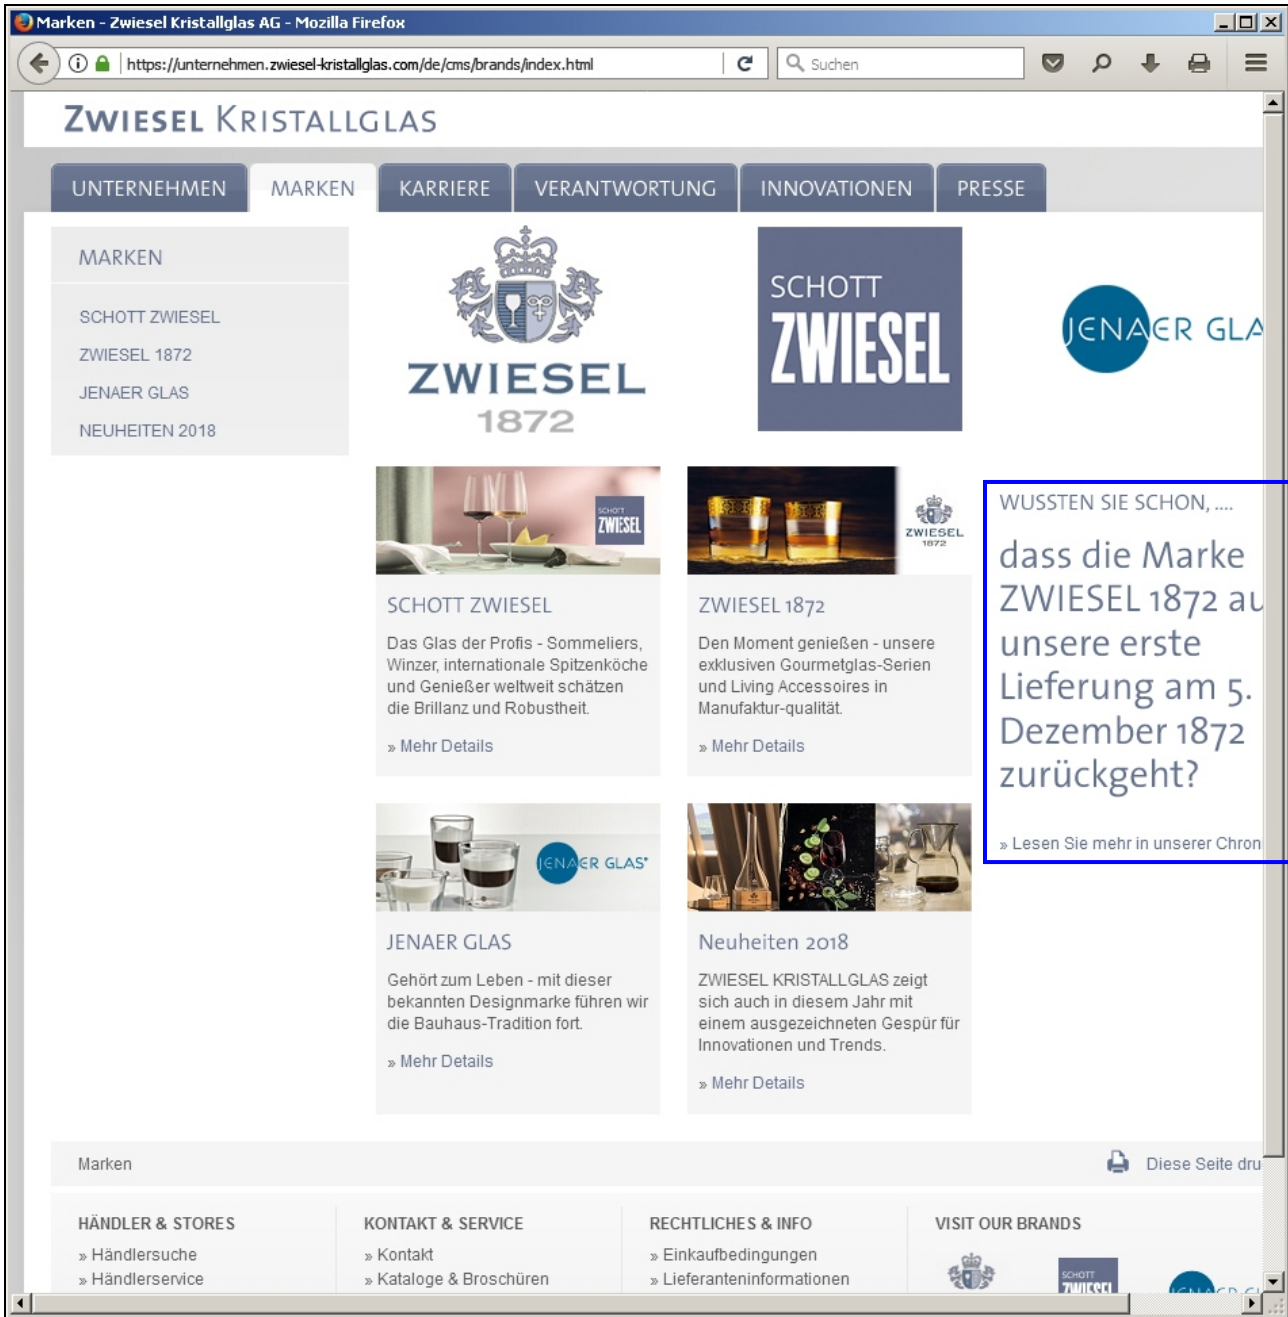 Marken - Zwiesel Kristallglas AG - Mozilla Firefox
https://unternehmen.zwiesel-kristallglas.com/de/cms/brands/index.html
Suchen
ZWIESEL KRISTALLGLAS
UNTERNEHMEN
MARKEN
KARRIERE
VERANTWORTUNG
INNOVATIONEN
PRESSE
MARKEN
SCHOTT ZWIESEL
ZWIESEL 1872
JENAER GLAS
NEUHEITEN 2018
ZWIESEL
1872
SCHOTT
ZWIESEL
JENAER GLA
SCHOTT
ZWIESEL
SCHOTT ZWIESEL
Das Glas der Profis - Sommeliers,
Winzer, internationale Spitzenköche
und Genießer weltweit schätzen
die Brillanz und Robustheit.
» Mehr Details
ZWIESEL
1872
ZWIESEL 1872
Den Moment genießen - unsere
exklusiven Gourmetglas-Serien
und Living Accessoires in
Manufaktur-qualität.
» Mehr Details
WUSSTEN SIE SCHON, ....
dass die Marke
ZWIESEL 1872 au
unsere erste
Lieferung am 5.
Dezember 1872
zurückgeht?
» Lesen Sie mehr in unserer Chron
JENAER GLAS
JENAER GLAS
Gehört zum Leben - mit dieser
bekannten Designmarke führen wir
die Bauhaus-Tradition fort.
» Mehr Details
Neuheiten 2018
ZWIESEL KRISTALLGLAS zeigt
sich auch in diesem Jahr mit
einem ausgezeichneten Gespür für
Innovationen und Trends.
» Mehr Details
Marken
Diese Seite dru
HÄNDLER & STORES
» Händlersuche
» Händlerservice
KONTAKT & SERVICE
» Kontakt
» Kataloge & Broschüren
RECHTLICHES & INFO
» Einkaufbedingungen
» Lieferanteninformationen
VISIT OUR BRANDS
SCHOTT
ZWIESEL